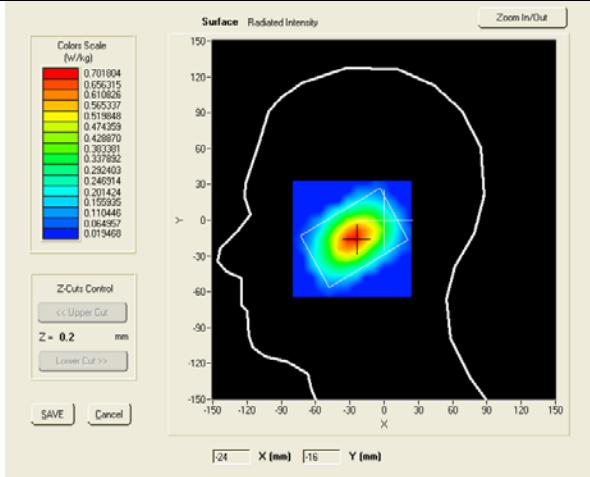 Surface Radiated Intensity
Zoom In/Out
Colors Scale
(W/kg)
0.701804
0.656315
0.610826
0.565337
0.519848
0.474359
0.428870
0.383381
0.337892
0.292403
0.246914
0.201424
0.155935
0.110446
0.064957
0.019468
Z-Cuts Control
<< Upper Cut
Z = 0.2 mm
Lower Cut >>
SAVE Cancel
150
120
90
60
30
0
-30
-60
-90
-120
-150
Y
-150 -120 -90 -60 -30 0 30 60 90 120 150
X
-24 X (mm) -16 Y (mm)